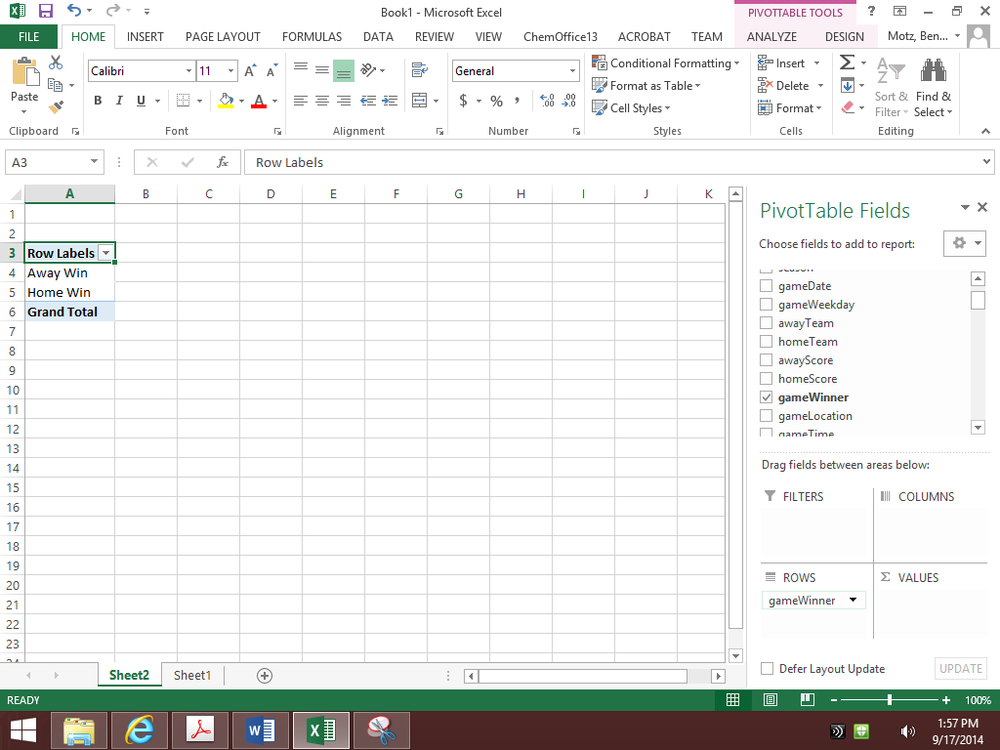 Book1 - Microsoft Excel
PIVOTTABLE TOOLS
?
FILE HOME INSERT PAGE LAYOUT FORMULAS DATA REVIEW VIEW ChemOffice13 ACROBAT TEAM ANALYZE DESIGN Motz, Ben...
Paste
Calibri 11 A A
B I U A
General
$ % ,
Conditional Formatting
Format as Table
Cell Styles
Insert
Delete
Format
Sort & Filter
Find & Select
Clipboard Font Alignment Number Styles Cells Editing
A3 fx Row Labels
A B C D E F G H I J K
1
2
3 Row Labels
4 Away Win
5 Home Win
6 Grand Total
7
8
9
10
11
12
13
14
15
16
17
18
19
20
21
22
23
24
PivotTable Fields
Choose fields to add to report:
season
gameDate
gameWeekday
awayTeam
homeTeam
awayScore
homeScore
gameWinner
gameLocation
gameTime
Drag fields between areas below:
FILTERS COLUMNS
ROWS Σ VALUES
gameWinner
Defer Layout Update UPDATE
Sheet2 Sheet1
READY 100%
1:57 PM
9/17/2014